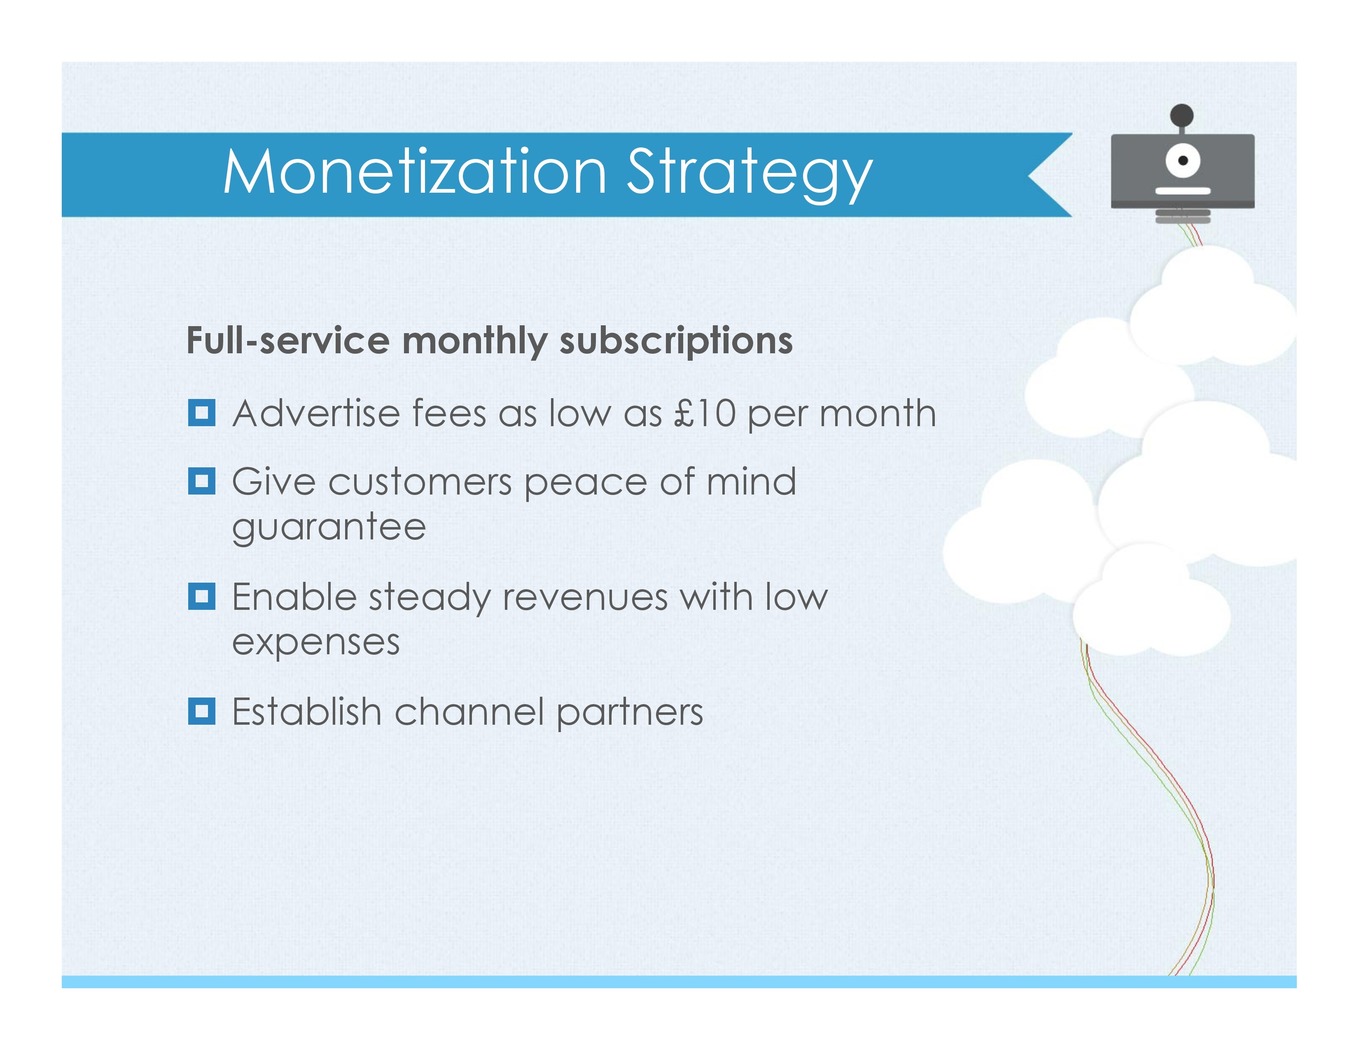 Monetization Strategy
Full-service monthly subscriptions
Advertise fees as low as £10 per month
Give customers peace of mind
guarantee
Enable steady revenues with low
expenses
Establish channel partners